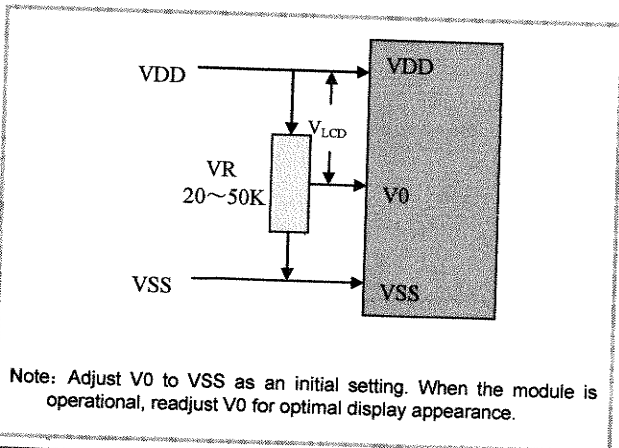 VDD
VDD
V_LCD
VR
20～50K
V0
VSS
VSS
Note: Adjust V0 to VSS as an initial setting. When the module is
operational, readjust V0 for optimal display appearance.